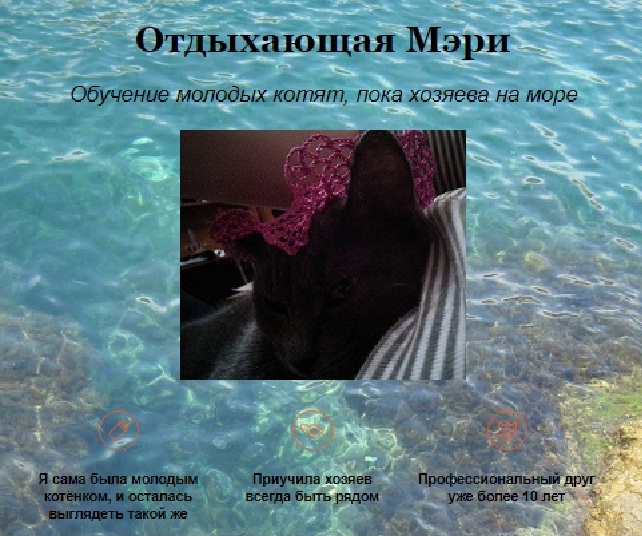 Отдыхающая Мэри
Обучение молодых котят, пока хозяева на море
Я сама была молодым
котёнком, и осталась
выглядеть такой же
Приучила хозяев
всегда быть рядом
Профессиональный друг
уже более 10 лет